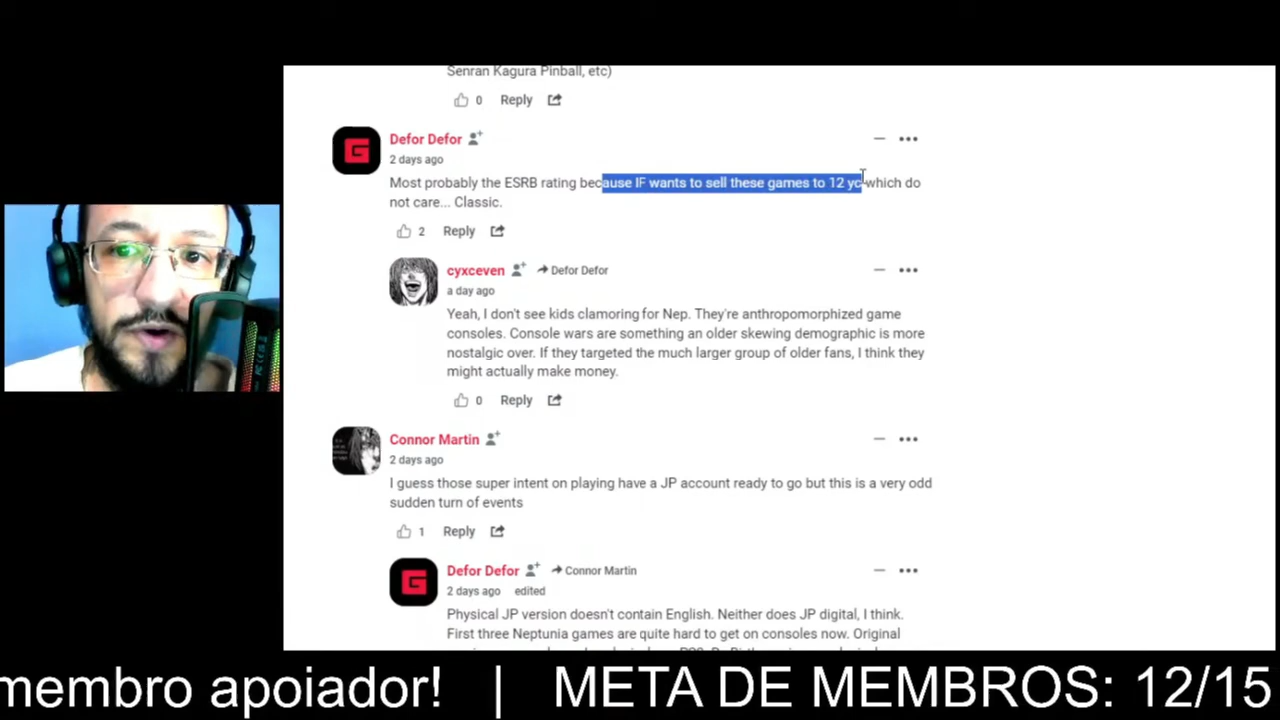 Senran Kagura Pinball, etc)
0 Reply
Defor Defor
2 days ago
Most probably the ESRB rating because IF wants to sell these games to 12 yo which do
not care... Classic.
2 Reply
cyxceven Defor Defor
a day ago
Yeah, I don't see kids clamoring for Nep. They're anthropomorphized game
consoles. Console wars are something an older skewing demographic is more
nostalgic over. If they targeted the much larger group of older fans, I think they
might actually make money.
0 Reply
Connor Martin
2 days ago
I guess those super intent on playing have a JP account ready to go but this is a very odd
sudden turn of events
1 Reply
Defor Defor Connor Martin
2 days ago edited
Physical JP version doesn't contain English. Neither does JP digital, I think.
First three Neptunia games are quite hard to get on consoles now. Original
membro apoiador! | META DE MEMBROS: 12/15